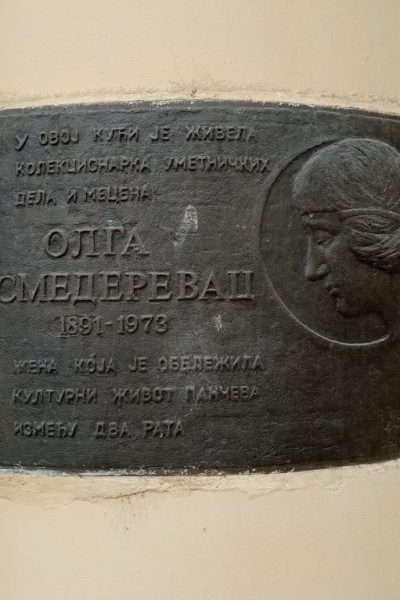 У ОВОЈ КУЋИ ЈЕ ЖИВЕЛА
КОЛЕКЦИОНАРКА УМЕТНИЧКИХ
ДЕЛА И МЕЦЕНА
ОЛГА
СМЕДЕРЕВАЦ
1891-1973
ЖЕНА КОЈА ЈЕ ОБЕЛЕЖИЛА
КУЛТУРНИ ЖИВОТ ПАНЧЕВА
ИЗМЕЂУ ДВА РАТА